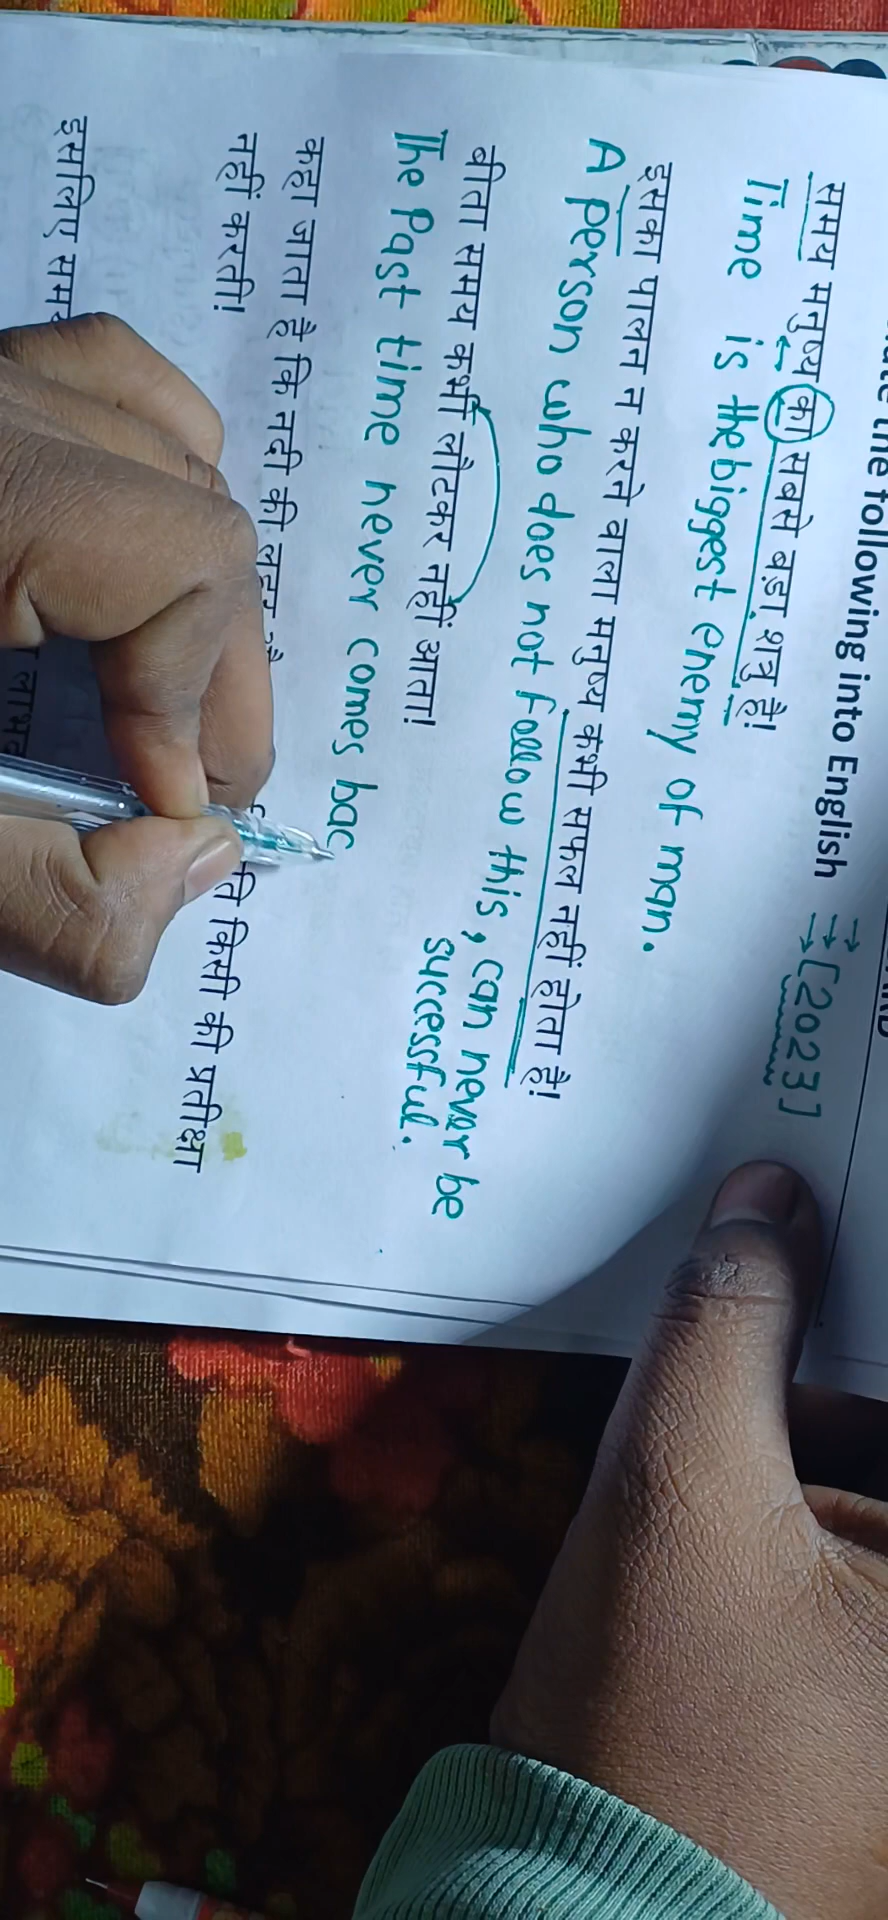 the following into English → [2023]
समय मनुष्य का सबसे बड़ा शत्रु है!
Time is the biggest enemy of man.
इसका पालन न करने वाला मनुष्य कभी सफल नहीं होता है!
A person who does not follow this, can never be
successful.
बीता समय कभी लौटकर नहीं आता!
The Past time never comes bac
कहा जाता है कि नदी की लहर किसी की प्रतीक्षा
नहीं करती!
इसलिए